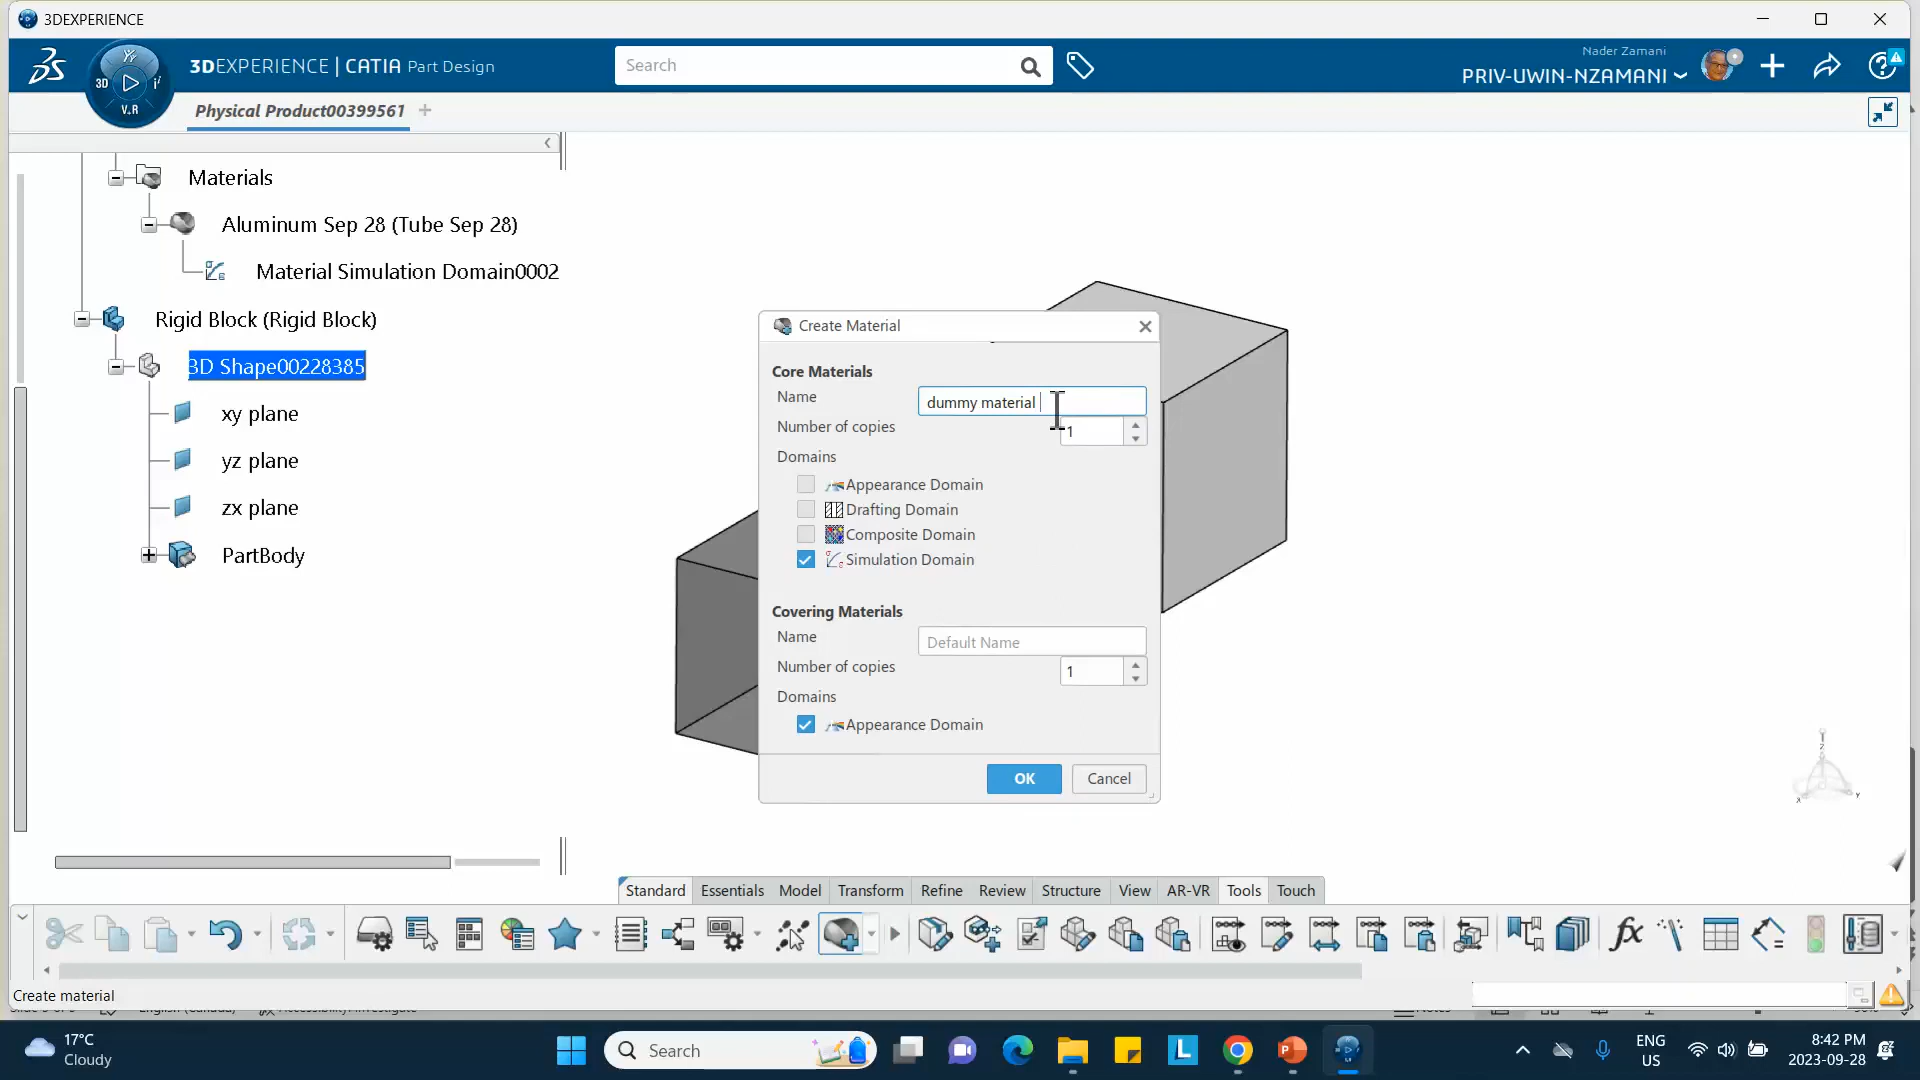 3DEXPERIENCE
3DEXPERIENCE | CATIA Part Design
3D
V.R
Search
Nader Zamani
PRIV-UWIN-NZAMANI
Physical Product00399561
Materials
Aluminum Sep 28 (Tube Sep 28)
Material Simulation Domain0002
Rigid Block (Rigid Block)
3D Shape00228385
xy plane
yz plane
zx plane
PartBody
Create Material
Core Materials
Name
dummy material
Number of copies
1
Domains
Appearance Domain
Drafting Domain
Composite Domain
Simulation Domain
Covering Materials
Name
Default Name
Number of copies
1
Domains
Appearance Domain
OK
Cancel
Standard
Essentials
Model
Transform
Refine
Review
Structure
View
AR-VR
Tools
Touch
Create material
17°C
Cloudy
Search
ENG
US
8:42 PM
2023-09-28